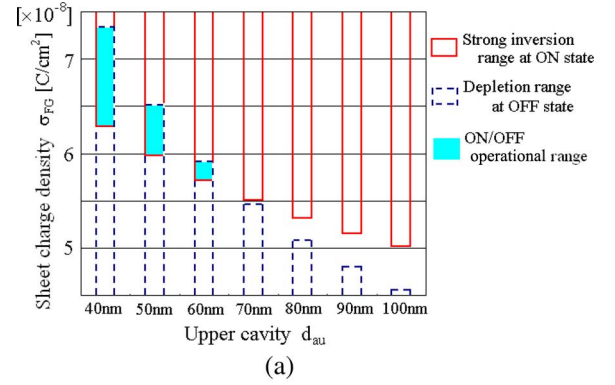 [×10⁻⁸]
Sheet charge density σFG [C/cm²]
7
6
5
40nm 50nm 60nm 70nm 80nm 90nm 100nm
Upper cavity dau
Strong inversion
range at ON state
Depletion range
at OFF state
ON/OFF
operational range
(a)